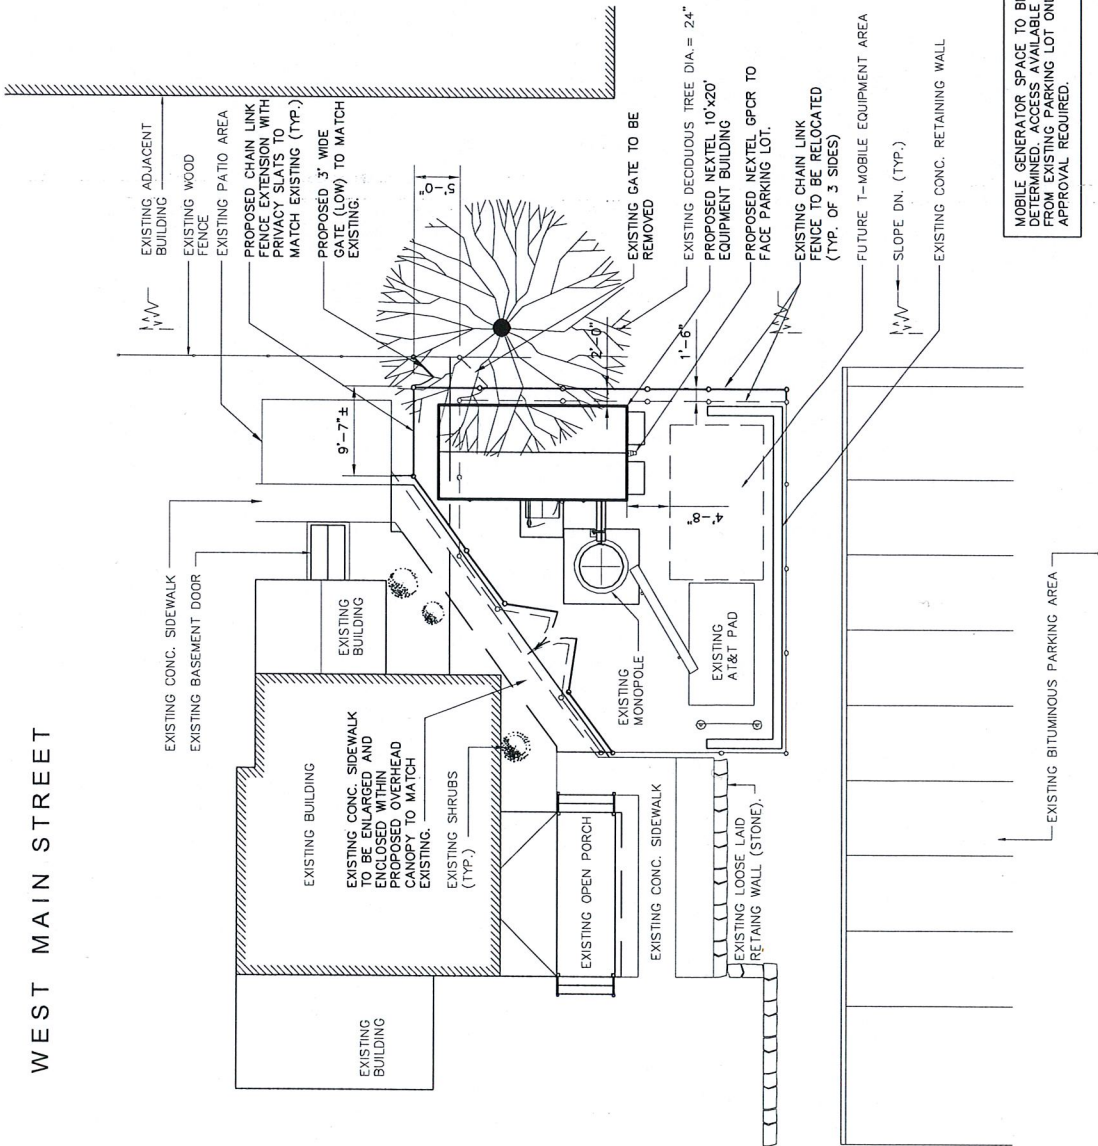 WEST MAIN STREET
EXISTING CONC. SIDEWALK
EXISTING BASEMENT DOOR
EXISTING ADJACENT
BUILDING
EXISTING WOOD
FENCE
EXISTING PATIO AREA
PROPOSED CHAIN LINK
FENCE EXTENSION WITH
PRIVACY SLATS TO
MATCH EXISTING (TYP.)
PROPOSED 3' WIDE
GATE (LOW) TO MATCH
EXISTING.
9'-7"±
5'-0"
EXISTING
BUILDING
EXISTING BUILDING
EXISTING CONC. SIDEWALK
TO BE ENLARGED AND
ENCLOSED WITHIN
PROPOSED OVERHEAD
CANOPY TO MATCH
EXISTING.
EXISTING SHRUBS
(TYP.)
EXISTING
BUILDING
EXISTING OPEN PORCH
EXISTING CONC. SIDEWALK
EXISTING LOOSE LAID
RETAING WALL (STONE).
EXISTING
MONOPOLE
EXISTING
AT&T PAD
4'-8"
2'-0"
1'-6"
EXISTING GATE TO BE
REMOVED
EXISTING DECIDUOUS TREE DIA.= 24"
PROPOSED NEXTEL 10'x20'
EQUIPMENT BUILDING
PROPOSED NEXTEL GPCR TO
FACE PARKING LOT.
EXISTING CHAIN LINK
FENCE TO BE RELOCATED
(TYP. OF 3 SIDES)
FUTURE T-MOBILE EQUIPMENT AREA
SLOPE DN. (TYP.)
EXISTING CONC. RETAINING WALL
EXISTING BITUMINOUS PARKING AREA
MOBILE GENERATOR SPACE TO
DETERMINED. ACCESS AVAILABLE
FROM EXISTING PARKING LOT
APPROVAL REQUIRED.